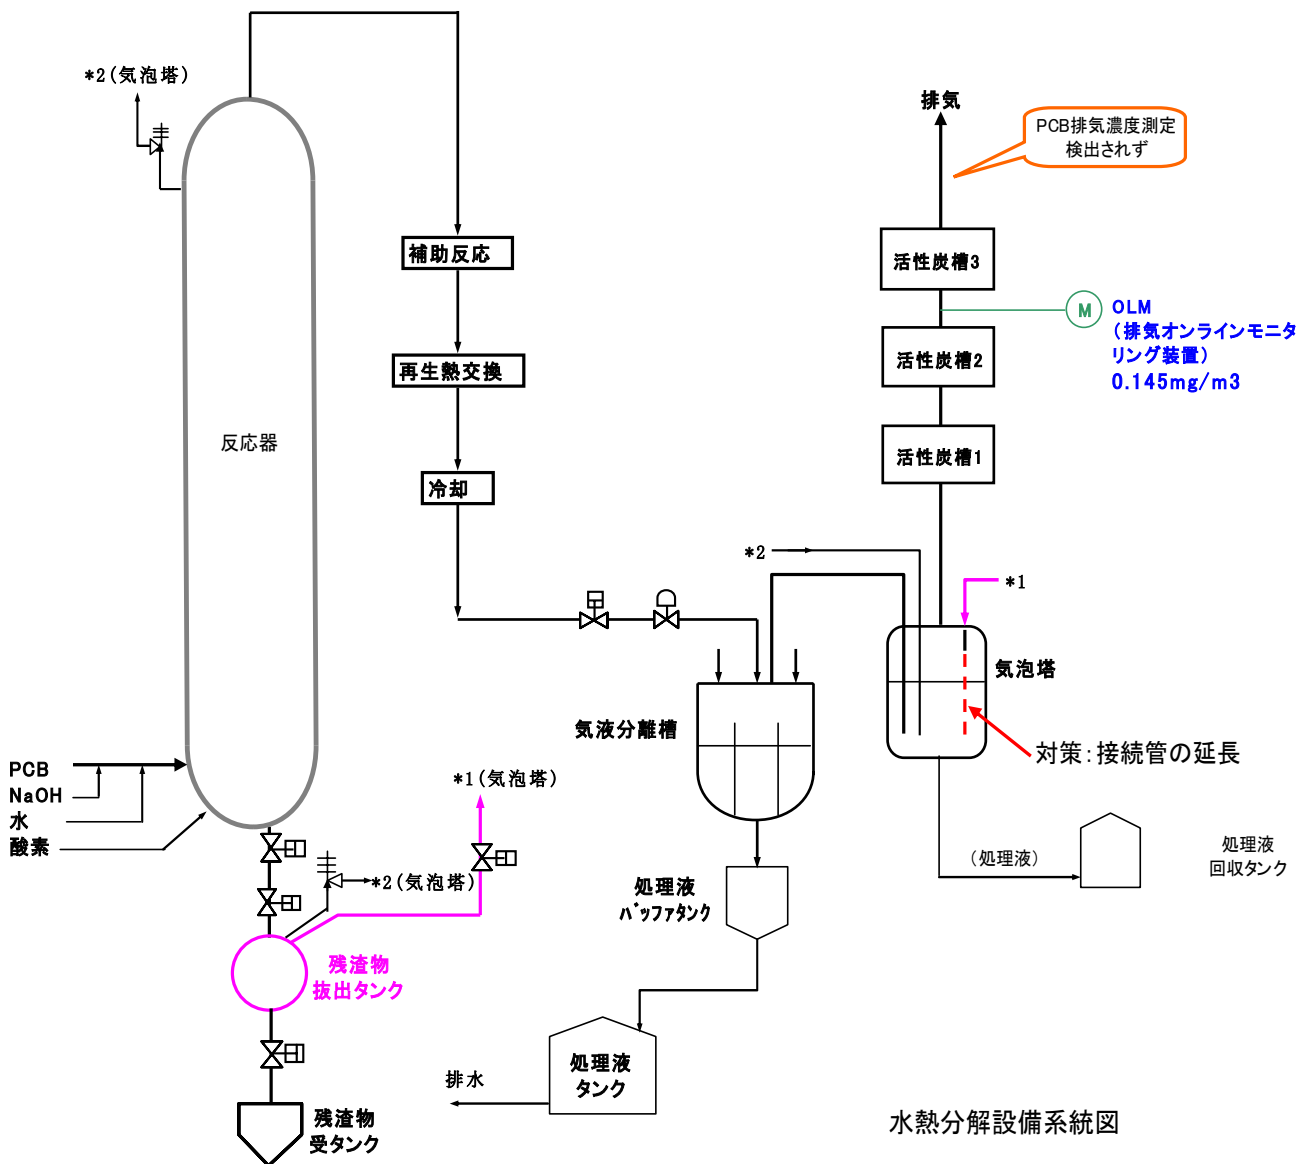 *2(気泡塔)
排気
PCB排気濃度測定
検出されず
補助反応
活性炭槽3
M
OLM
(排気オンラインモニタ
リング装置)
0.145mg/m3
活性炭槽2
再生熱交換
反応器
活性炭槽1
冷却
*2
*1
気泡塔
気液分離槽
対策:接続管の延長
PCB
NaOH
水
酸素
*1(気泡塔)
(処理液)
処理液
回収タンク
*2(気泡塔)
処理液
バッファタンク
残渣物
抜出タンク
処理液
タンク
排水
残渣物
受タンク
水熱分解設備系統図